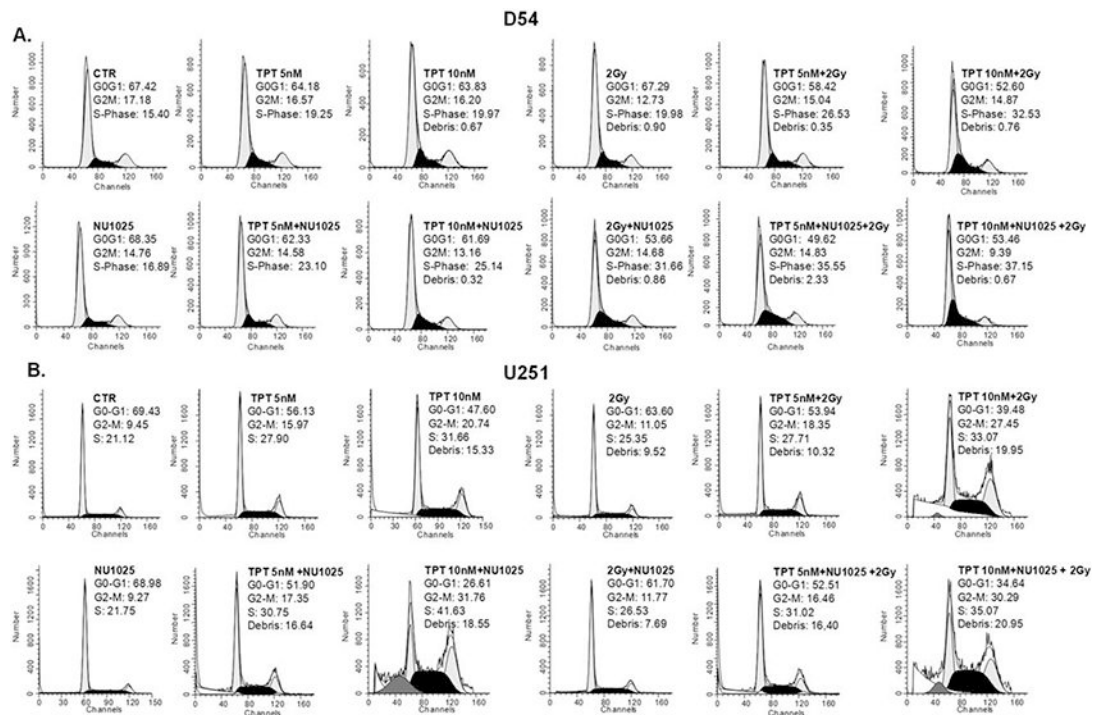 D54
A.
CTR
G0G1: 67.42
G2M: 17.18
S-Phase: 15.40
TPT 5nM
G0G1: 64.18
G2M: 16.57
S-Phase: 19.25
TPT 10nM
G0G1: 63.83
G2M: 16.20
S-Phase: 19.97
Debris: 0.67
2Gy
G0G1: 67.29
G2M: 12.73
S-Phase: 19.98
Debris: 0.90
TPT 5nM+2Gy
G0G1: 58.42
G2M: 15.04
S-Phase: 26.53
Debris: 0.35
TPT 10nM+2Gy
G0G1: 52.60
G2M: 14.87
S-Phase: 32.53
Debris: 0.76
NU1025
G0G1: 68.35
G2M: 14.76
S-Phase: 16.89
TPT 5nM+NU1025
G0G1: 62.33
G2M: 14.58
S-Phase: 23.10
TPT 10nM+NU1025
G0G1: 61.69
G2M: 13.16
S-Phase: 25.14
Debris: 0.32
2Gy+NU1025
G0G1: 53.66
G2M: 14.68
S-Phase: 31.66
Debris: 0.86
TPT 5nM+NU1025+2Gy
G0G1: 49.62
G2M: 14.83
S-Phase: 35.55
Debris: 2.33
TPT 10nM+NU1025 +2Gy
G0G1: 53.46
G2M: 9.39
S-Phase: 37.15
Debris: 0.67
B.
U251
CTR
G0-G1: 69.43
G2-M: 9.45
S: 21.12
TPT 5nM
G0-G1: 56.13
G2-M: 15.97
S: 27.90
TPT 10nM
G0-G1: 47.60
G2-M: 20.74
S: 31.66
Debris: 15.33
2Gy
G0-G1: 63.60
G2-M: 11.05
S: 25.35
Debris: 9.52
TPT 5nM+2Gy
G0-G1: 53.94
G2-M: 18.35
S: 27.71
Debris: 10.32
TPT 10nM+2Gy
G0-G1: 39.48
G2-M: 27.45
S: 33.07
Debris: 19.95
NU1025
G0-G1: 68.98
G2-M: 9.27
S: 21.75
TPT 5nM +NU1025
G0-G1: 51.90
G2-M: 17.35
S: 30.75
Debris: 16.64
TPT 10nM+NU1025
G0-G1: 26.61
G2-M: 31.76
S: 41.63
Debris: 18.55
2Gy+NU1025
G0-G1: 61.70
G2-M: 11.77
S: 26.53
Debris: 7.69
TPT 5nM+NU1025 +2Gy
G0-G1: 52.51
G2-M: 16.46
S: 31.02
Debris: 16,40
TPT 10nM+NU1025 + 2Gy
G0-G1: 34.64
G2-M: 30.29
S: 35.07
Debris: 20.95